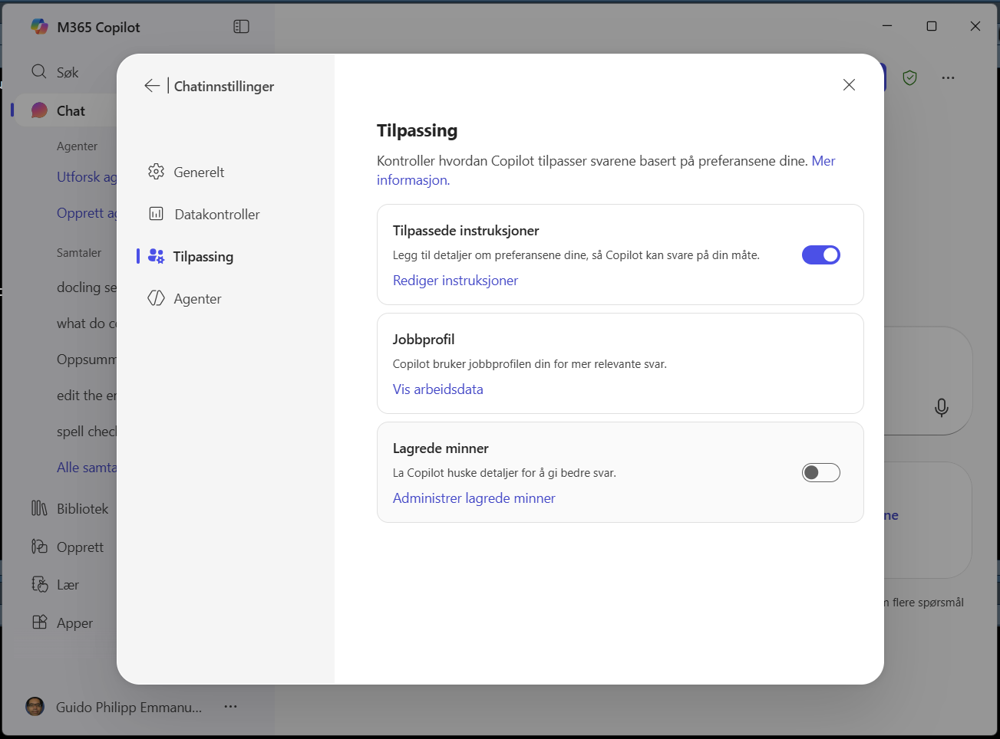 M365 Copilot
Søk
Chat
Agenter
Utforsk ag
Opprett ag
Samtaler
docling se
what do c
Oppsumm
edit the er
spell chec
Alle samta
Bibliotek
Opprett
Lær
Apper
Guido Philipp Emmanu...
Chatinnstillinger
Generelt
Datakontroller
Tilpassing
Agenter
Tilpassing
Kontroller hvordan Copilot tilpasser svarene basert på preferansene dine. Mer
informasjon.
Tilpassede instruksjoner
Legg til detaljer om preferansene dine, så Copilot kan svare på din måte.
Rediger instruksjoner
Jobbprofil
Copilot bruker jobbprofilen din for mer relevante svar.
Vis arbeidsdata
Lagrede minner
La Copilot huske detaljer for å gi bedre svar.
Administrer lagrede minner
ne
flere spørsmål